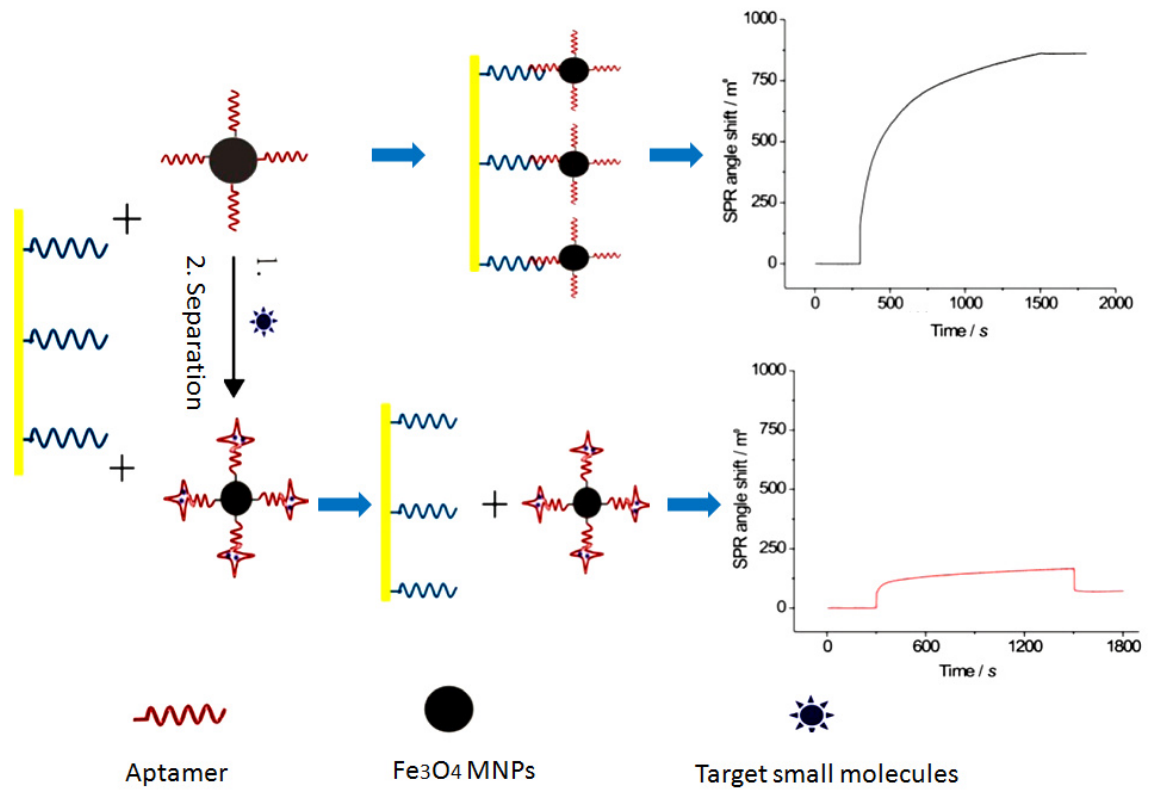 1000
750
500
250
0
SPR angle shift / m°
0
500
1000
1500
2000
Time / s
+
1.
2. Separation
+
+
1000
750
500
250
0
SPR angle shift / m°
0
600
1200
1800
Time / s
Aptamer
Fe3O4 MNPs
Target small molecules